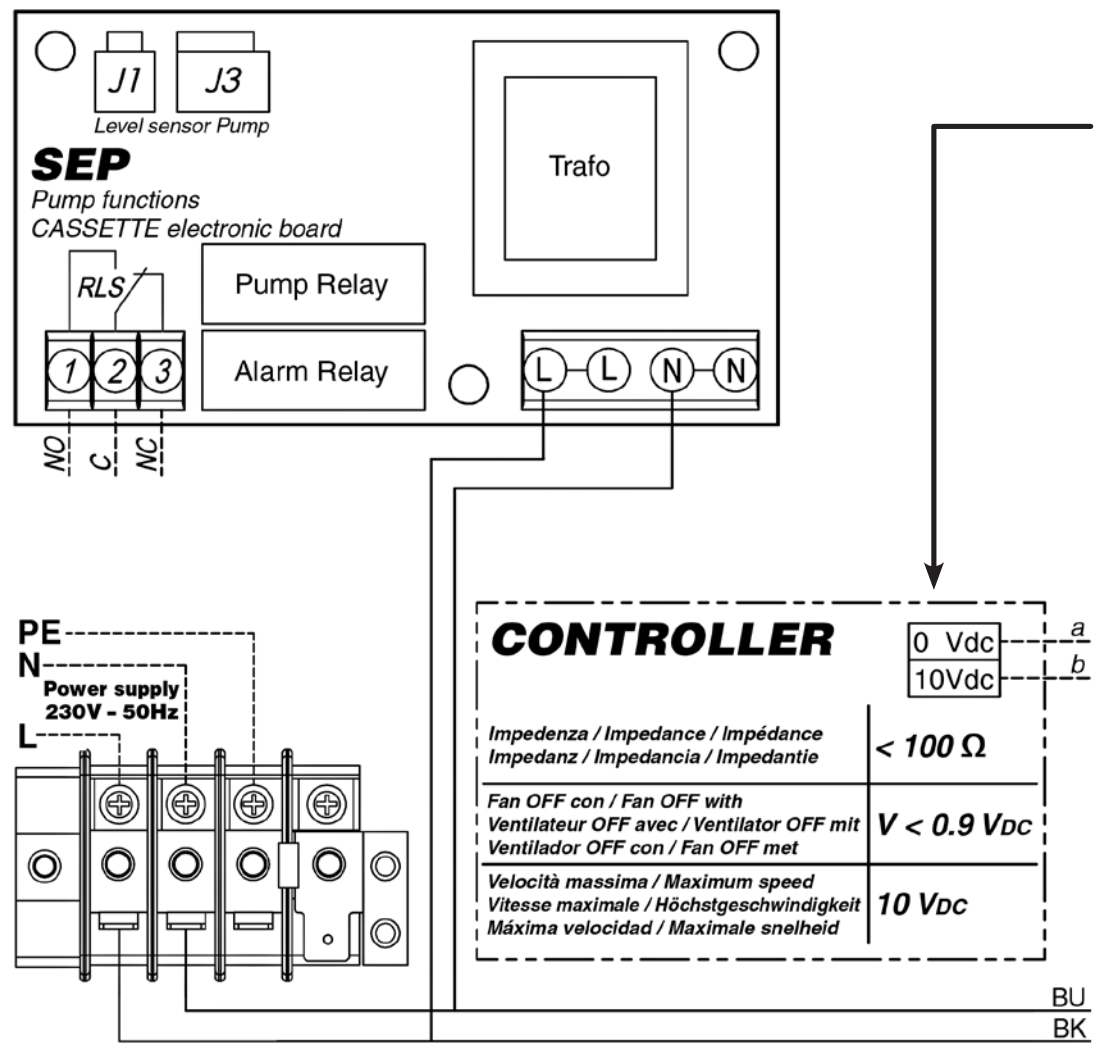 J1 J3
Level sensor Pump
SEP
Pump functions
CASSETTE electronic board
Trafo
RLS
Pump Relay
Alarm Relay
1 2 3
L L N N
NO C NC
PE
N
Power supply
230V - 50Hz
L
CONTROLLER
0 Vdc
10Vdc
a
b
Impedenza / Impedance / Impédance
Impedanz / Impedancia / Impedantie
< 100 Ω
Fan OFF con / Fan OFF with
Ventilateur OFF avec / Ventilator OFF mit
Ventilador OFF con / Fan OFF met
V < 0.9 VDC
Velocità massima / Maximum speed
Vitesse maximale / Höchstgeschwindigkeit
Máxima velocidad / Maximale snelheid
10 VDC
BU
BK